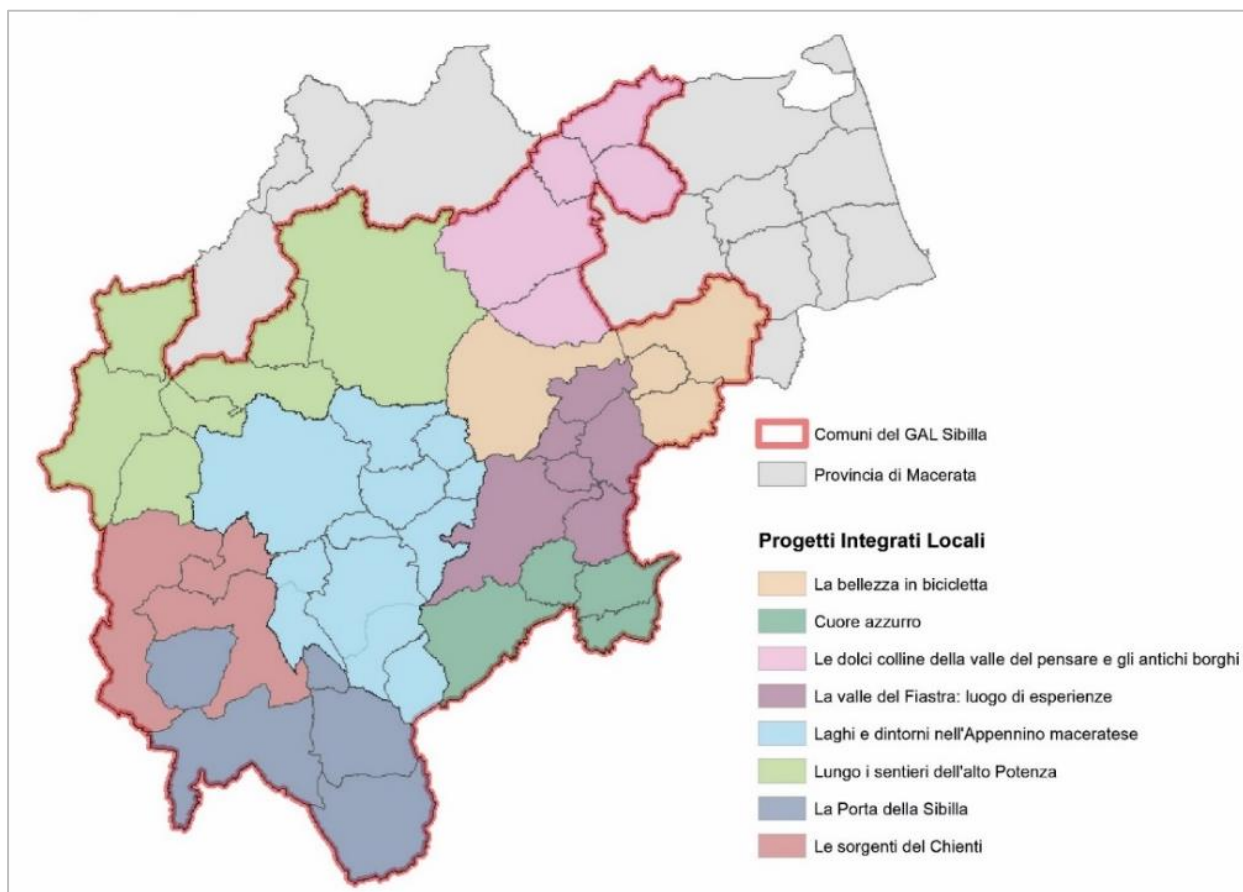 Comuni del GAL Sibilla
Provincia di Macerata
Progetti Integrati Locali
La bellezza in bicicletta
Cuore azzurro
Le dolci colline della valle del pensare e gli antichi borghi
La valle del Fiastra: luogo di esperienze
Laghi e dintorni nell'Appennino maceratese
Lungo i sentieri dell'alto Potenza
La Porta della Sibilla
Le sorgenti del Chienti